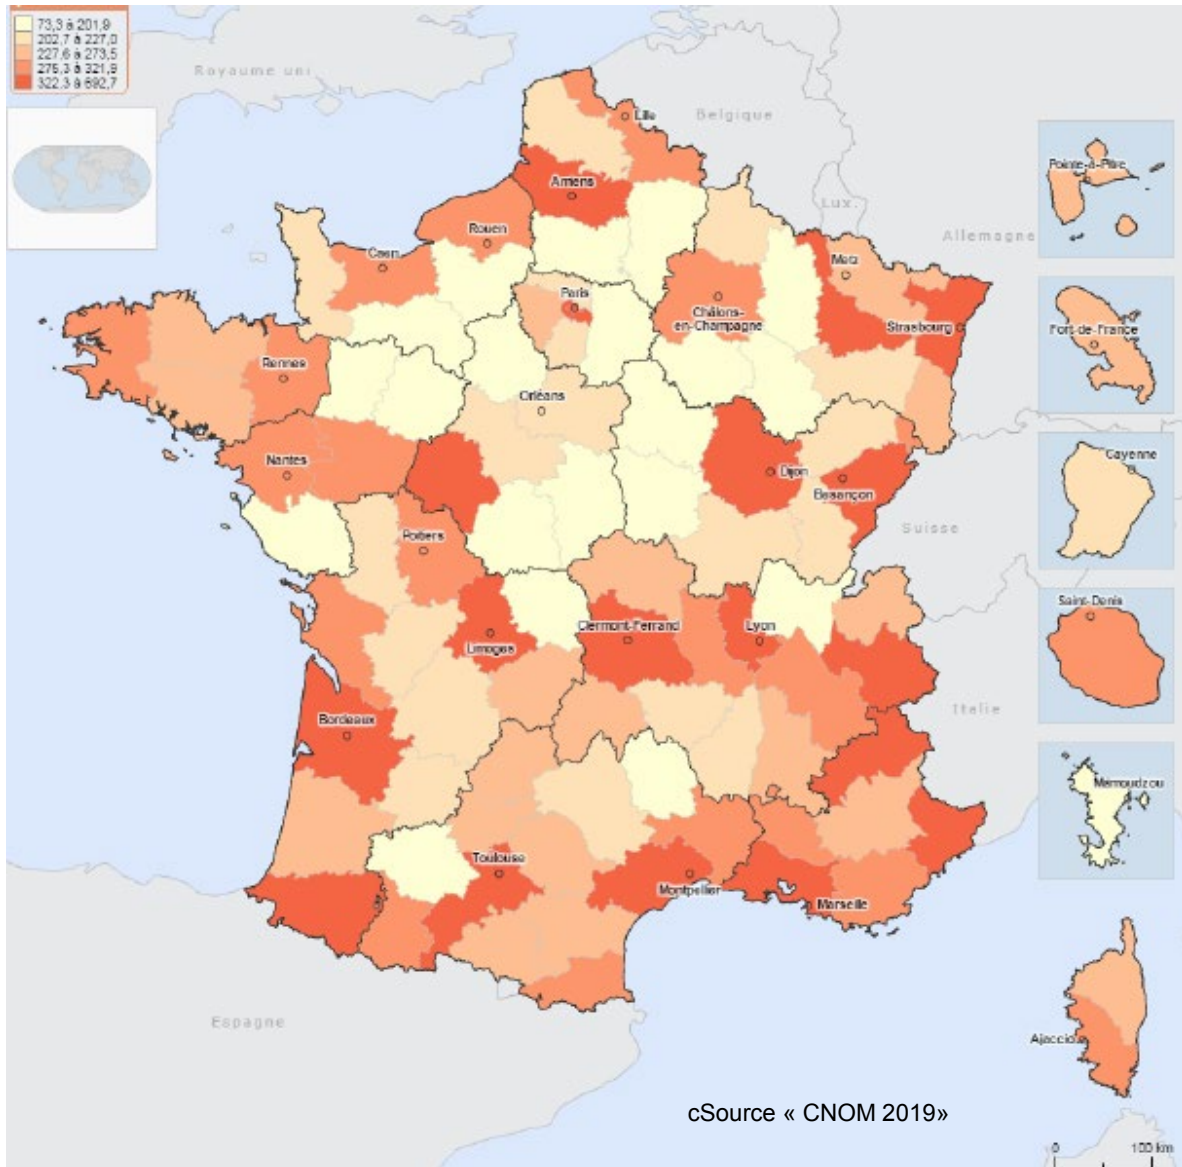 73,3 à 201,9
202,7 à 227,0
227,6 à 273,5
275,3 à 321,9
322,3 à 692,7
Royaume uni
Belgique
Lille
Lux.
Allemagne
Amiens
Rouen
Caen
Metz
Paris
Châlons-
en-Champagne
Strasbourg
Rennes
Orléans
Nantes
Dijon
Besançon
Suisse
Poitiers
Clermont-Ferrand
Lyon
Limoges
Italie
Bordeaux
Toulouse
Montpellier
Marseille
Espagne
Pointe-à-Pitre
Fort-de-France
Cayenne
Saint-Denis
Mamoudzou
Ajaccio
cSource « CNOM 2019»
0 100 km